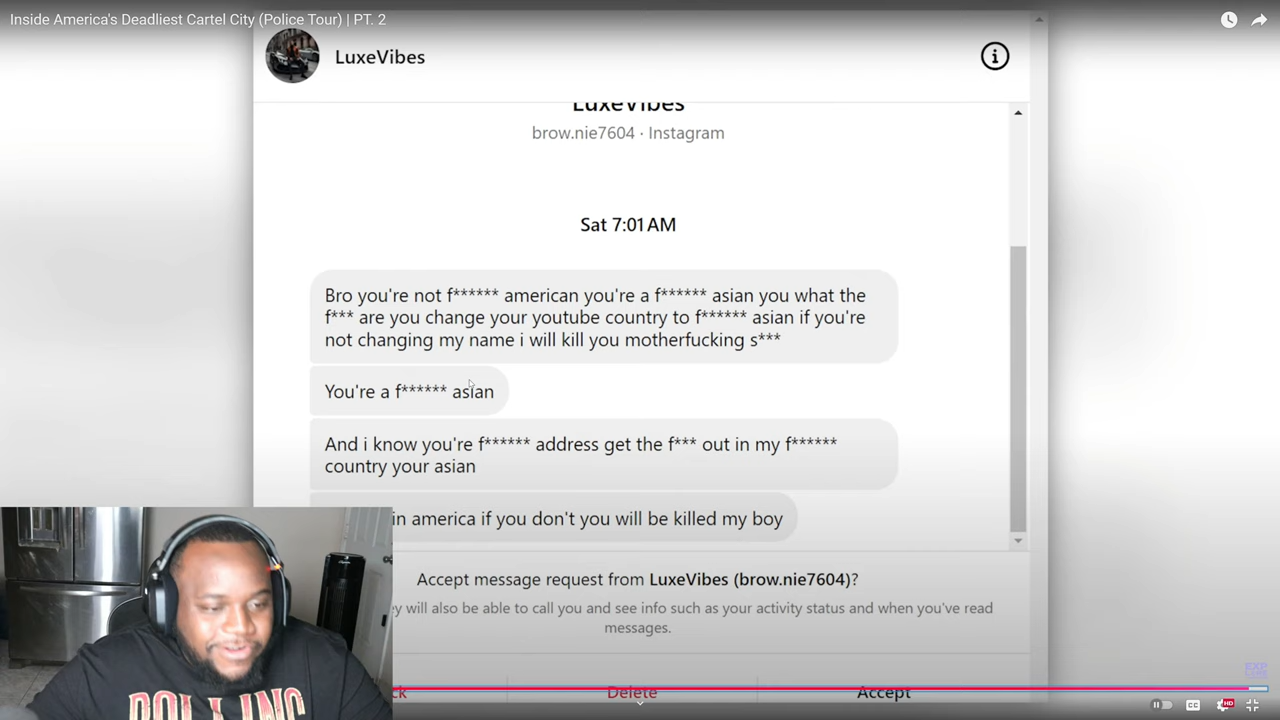 Inside America's Deadliest Cartel City (Police Tour) | PT. 2
LuxeVibes
LuxeVibes
brow.nie7604 · Instagram
Sat 7:01 AM
Bro you're not f****** american you're a f****** asian you what the
f*** are you change your youtube country to f****** asian if you're
not changing my name i will kill you motherfucking s***
You're a f****** asian
And i know you're f****** address get the f*** out in my f******
country your asian
in america if you don't you will be killed my boy
Accept message request from LuxeVibes (brow.nie7604)?
will also be able to call you and see info such as your activity status and when you've read
messages.
Delete
Accept
ROLLING
CC
HD